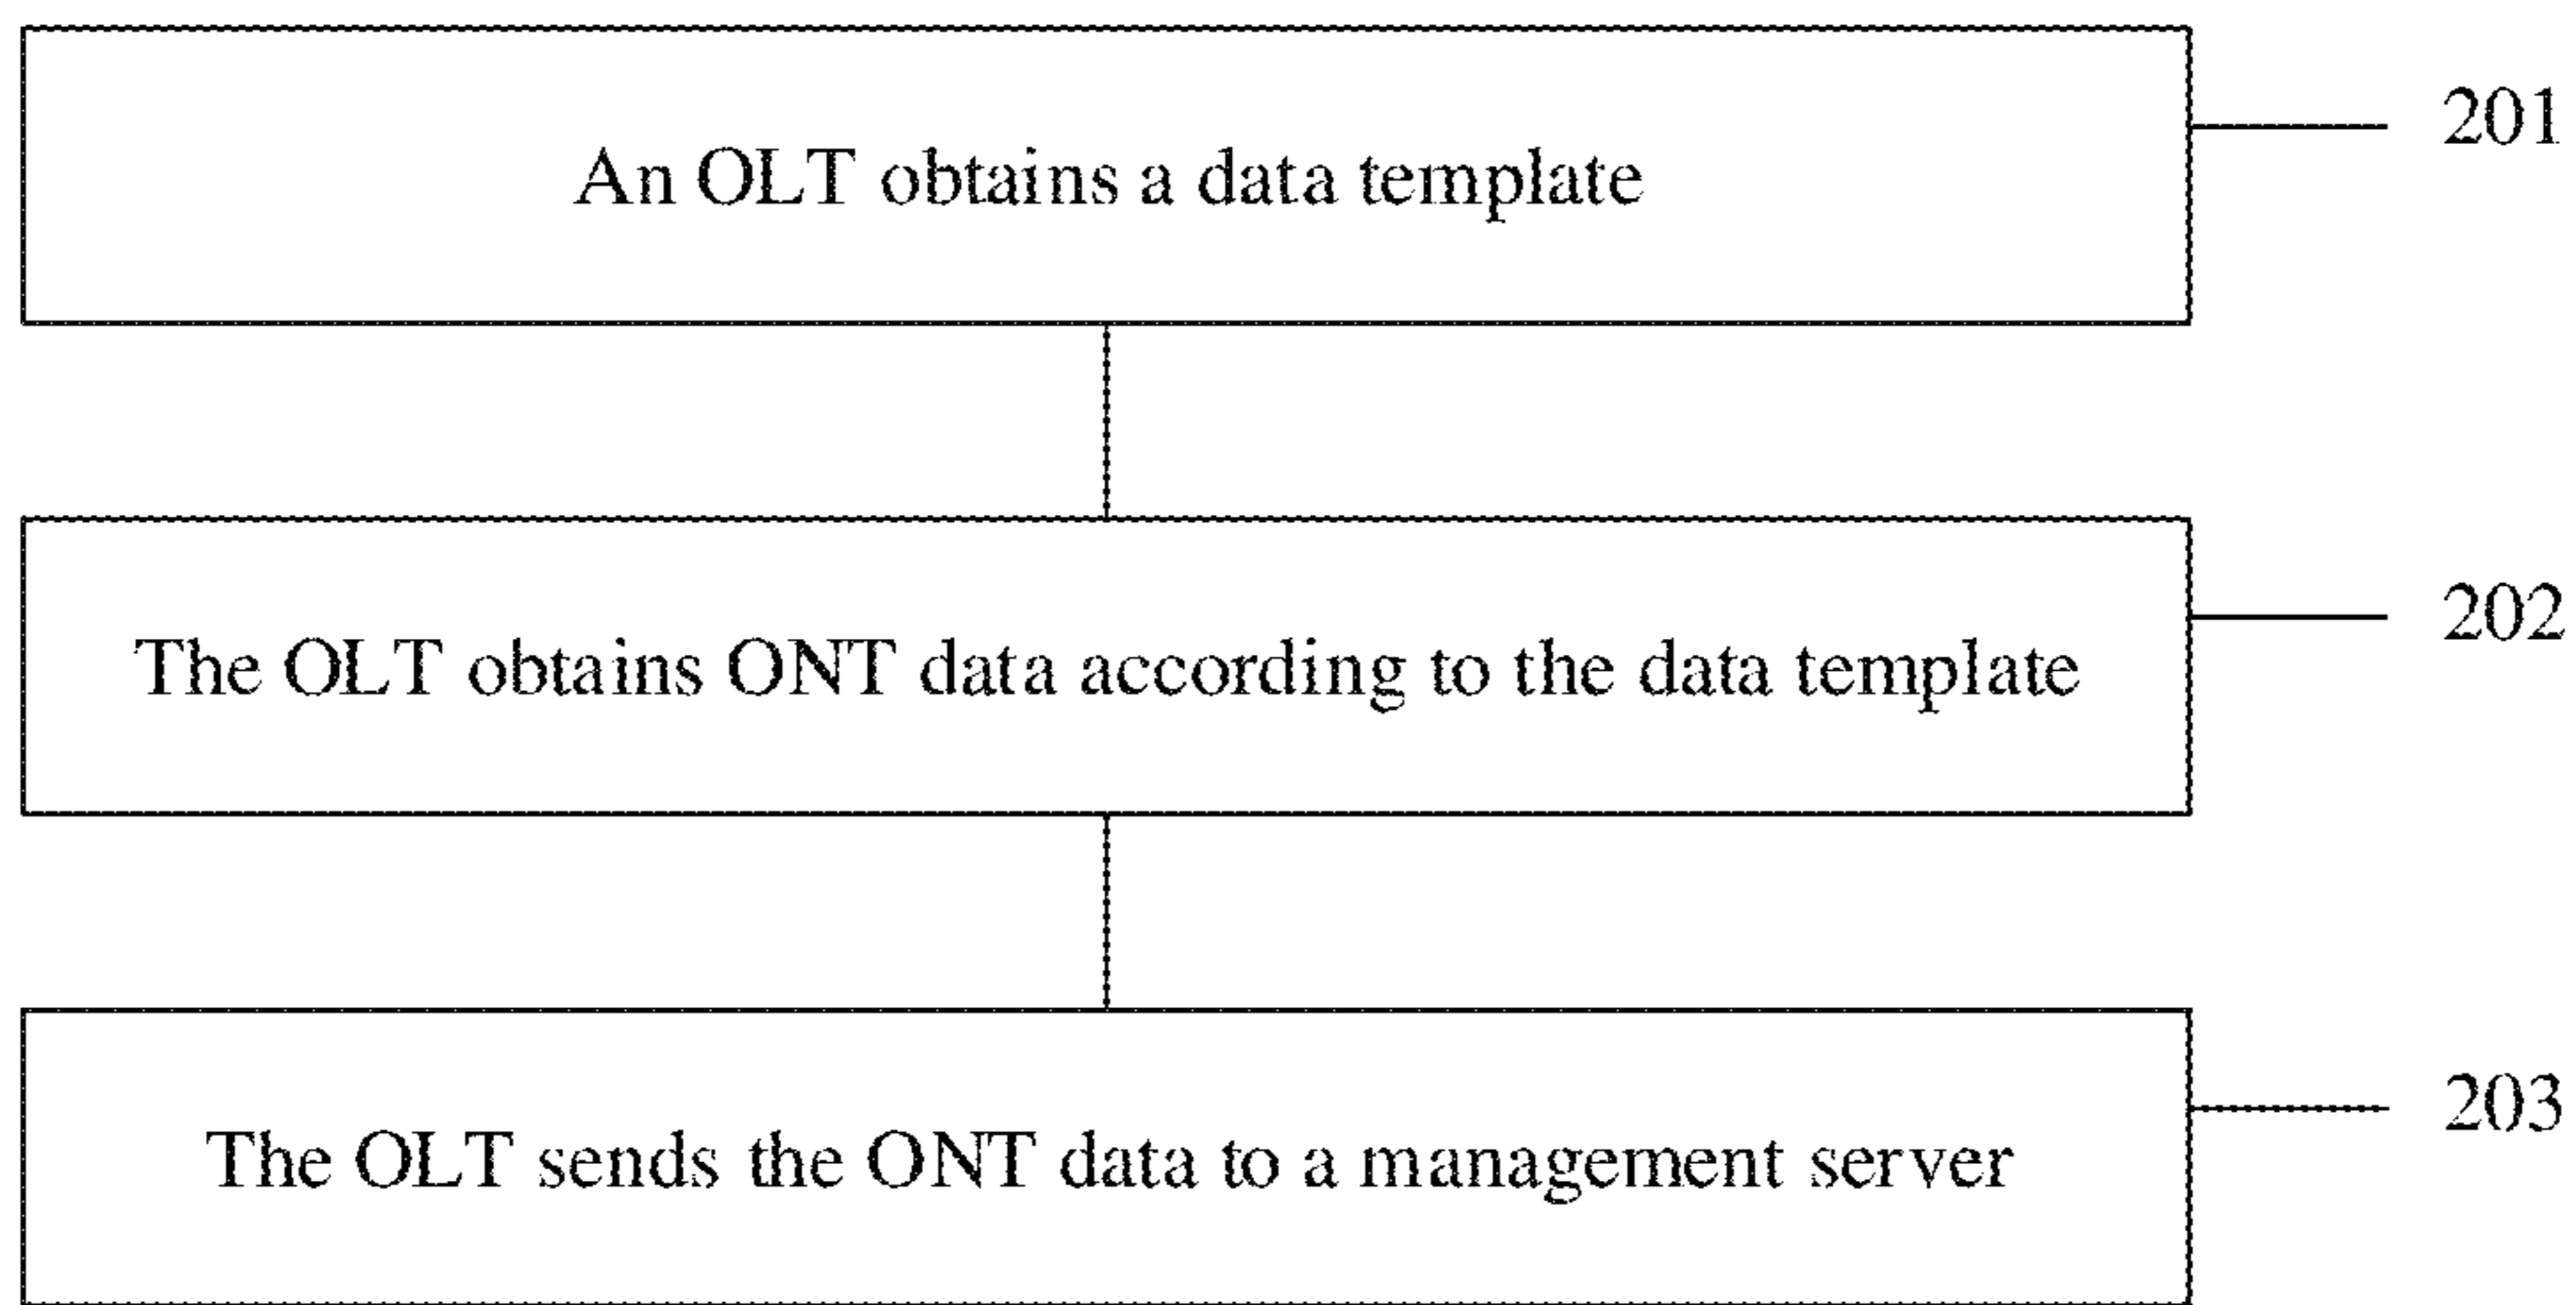 An OLT obtains a data template
201
The OLT obtains ONT data according to the data template
202
The OLT sends the ONT data to a management server
203